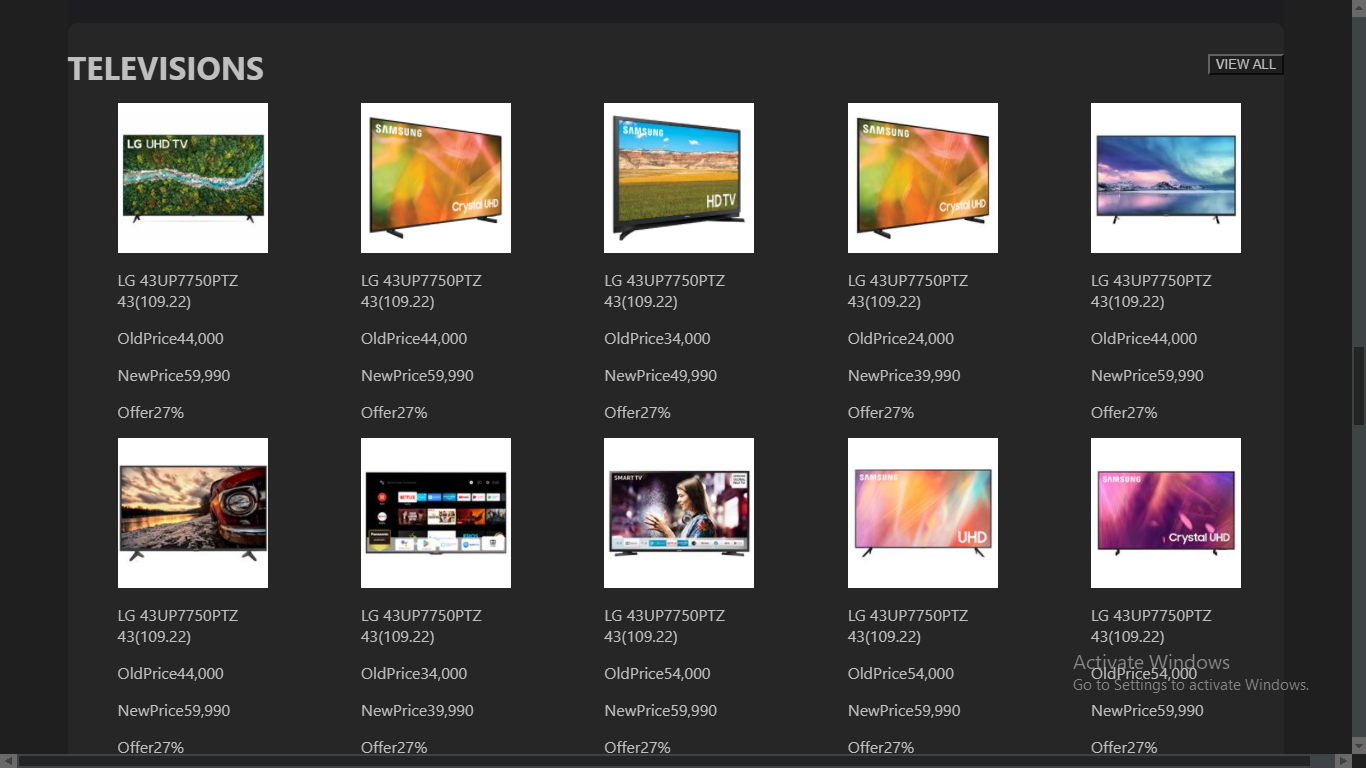 TELEVISIONS
VIEW ALL
LG UHD TV
SAMSUNG
Crystal UHD
SAMSUNG
HD TV
SAMSUNG
Crystal UHD
LG 43UP7750PTZ
43(109.22)
OldPrice44,000
NewPrice59,990
Offer27%
LG 43UP7750PTZ
43(109.22)
OldPrice44,000
NewPrice59,990
Offer27%
LG 43UP7750PTZ
43(109.22)
OldPrice34,000
NewPrice49,990
Offer27%
LG 43UP7750PTZ
43(109.22)
OldPrice24,000
NewPrice39,990
Offer27%
LG 43UP7750PTZ
43(109.22)
OldPrice44,000
NewPrice59,990
Offer27%
NETFLIX
SMART TV
SAMSUNG
UHD
SAMSUNG
Crystal UHD
LG 43UP7750PTZ
43(109.22)
OldPrice44,000
NewPrice59,990
Offer27%
LG 43UP7750PTZ
43(109.22)
OldPrice34,000
NewPrice39,990
Offer27%
LG 43UP7750PTZ
43(109.22)
OldPrice54,000
NewPrice59,990
Offer27%
LG 43UP7750PTZ
43(109.22)
OldPrice54,000
NewPrice59,990
Offer27%
LG 43UP7750PTZ
43(109.22)
OldPrice54,000
NewPrice59,990
Offer27%
Activate Windows
Go to Settings to activate Windows.